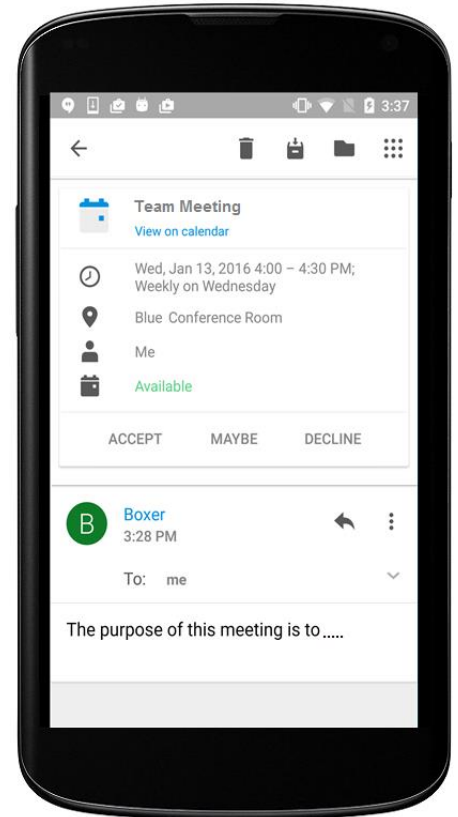 3:37
Team Meeting
View on calendar
Wed, Jan 13, 2016 4:00 – 4:30 PM;
Weekly on Wednesday
Blue Conference Room
Me
Available
ACCEPT MAYBE DECLINE
B
Boxer
3:28 PM
To: me
The purpose of this meeting is to .....